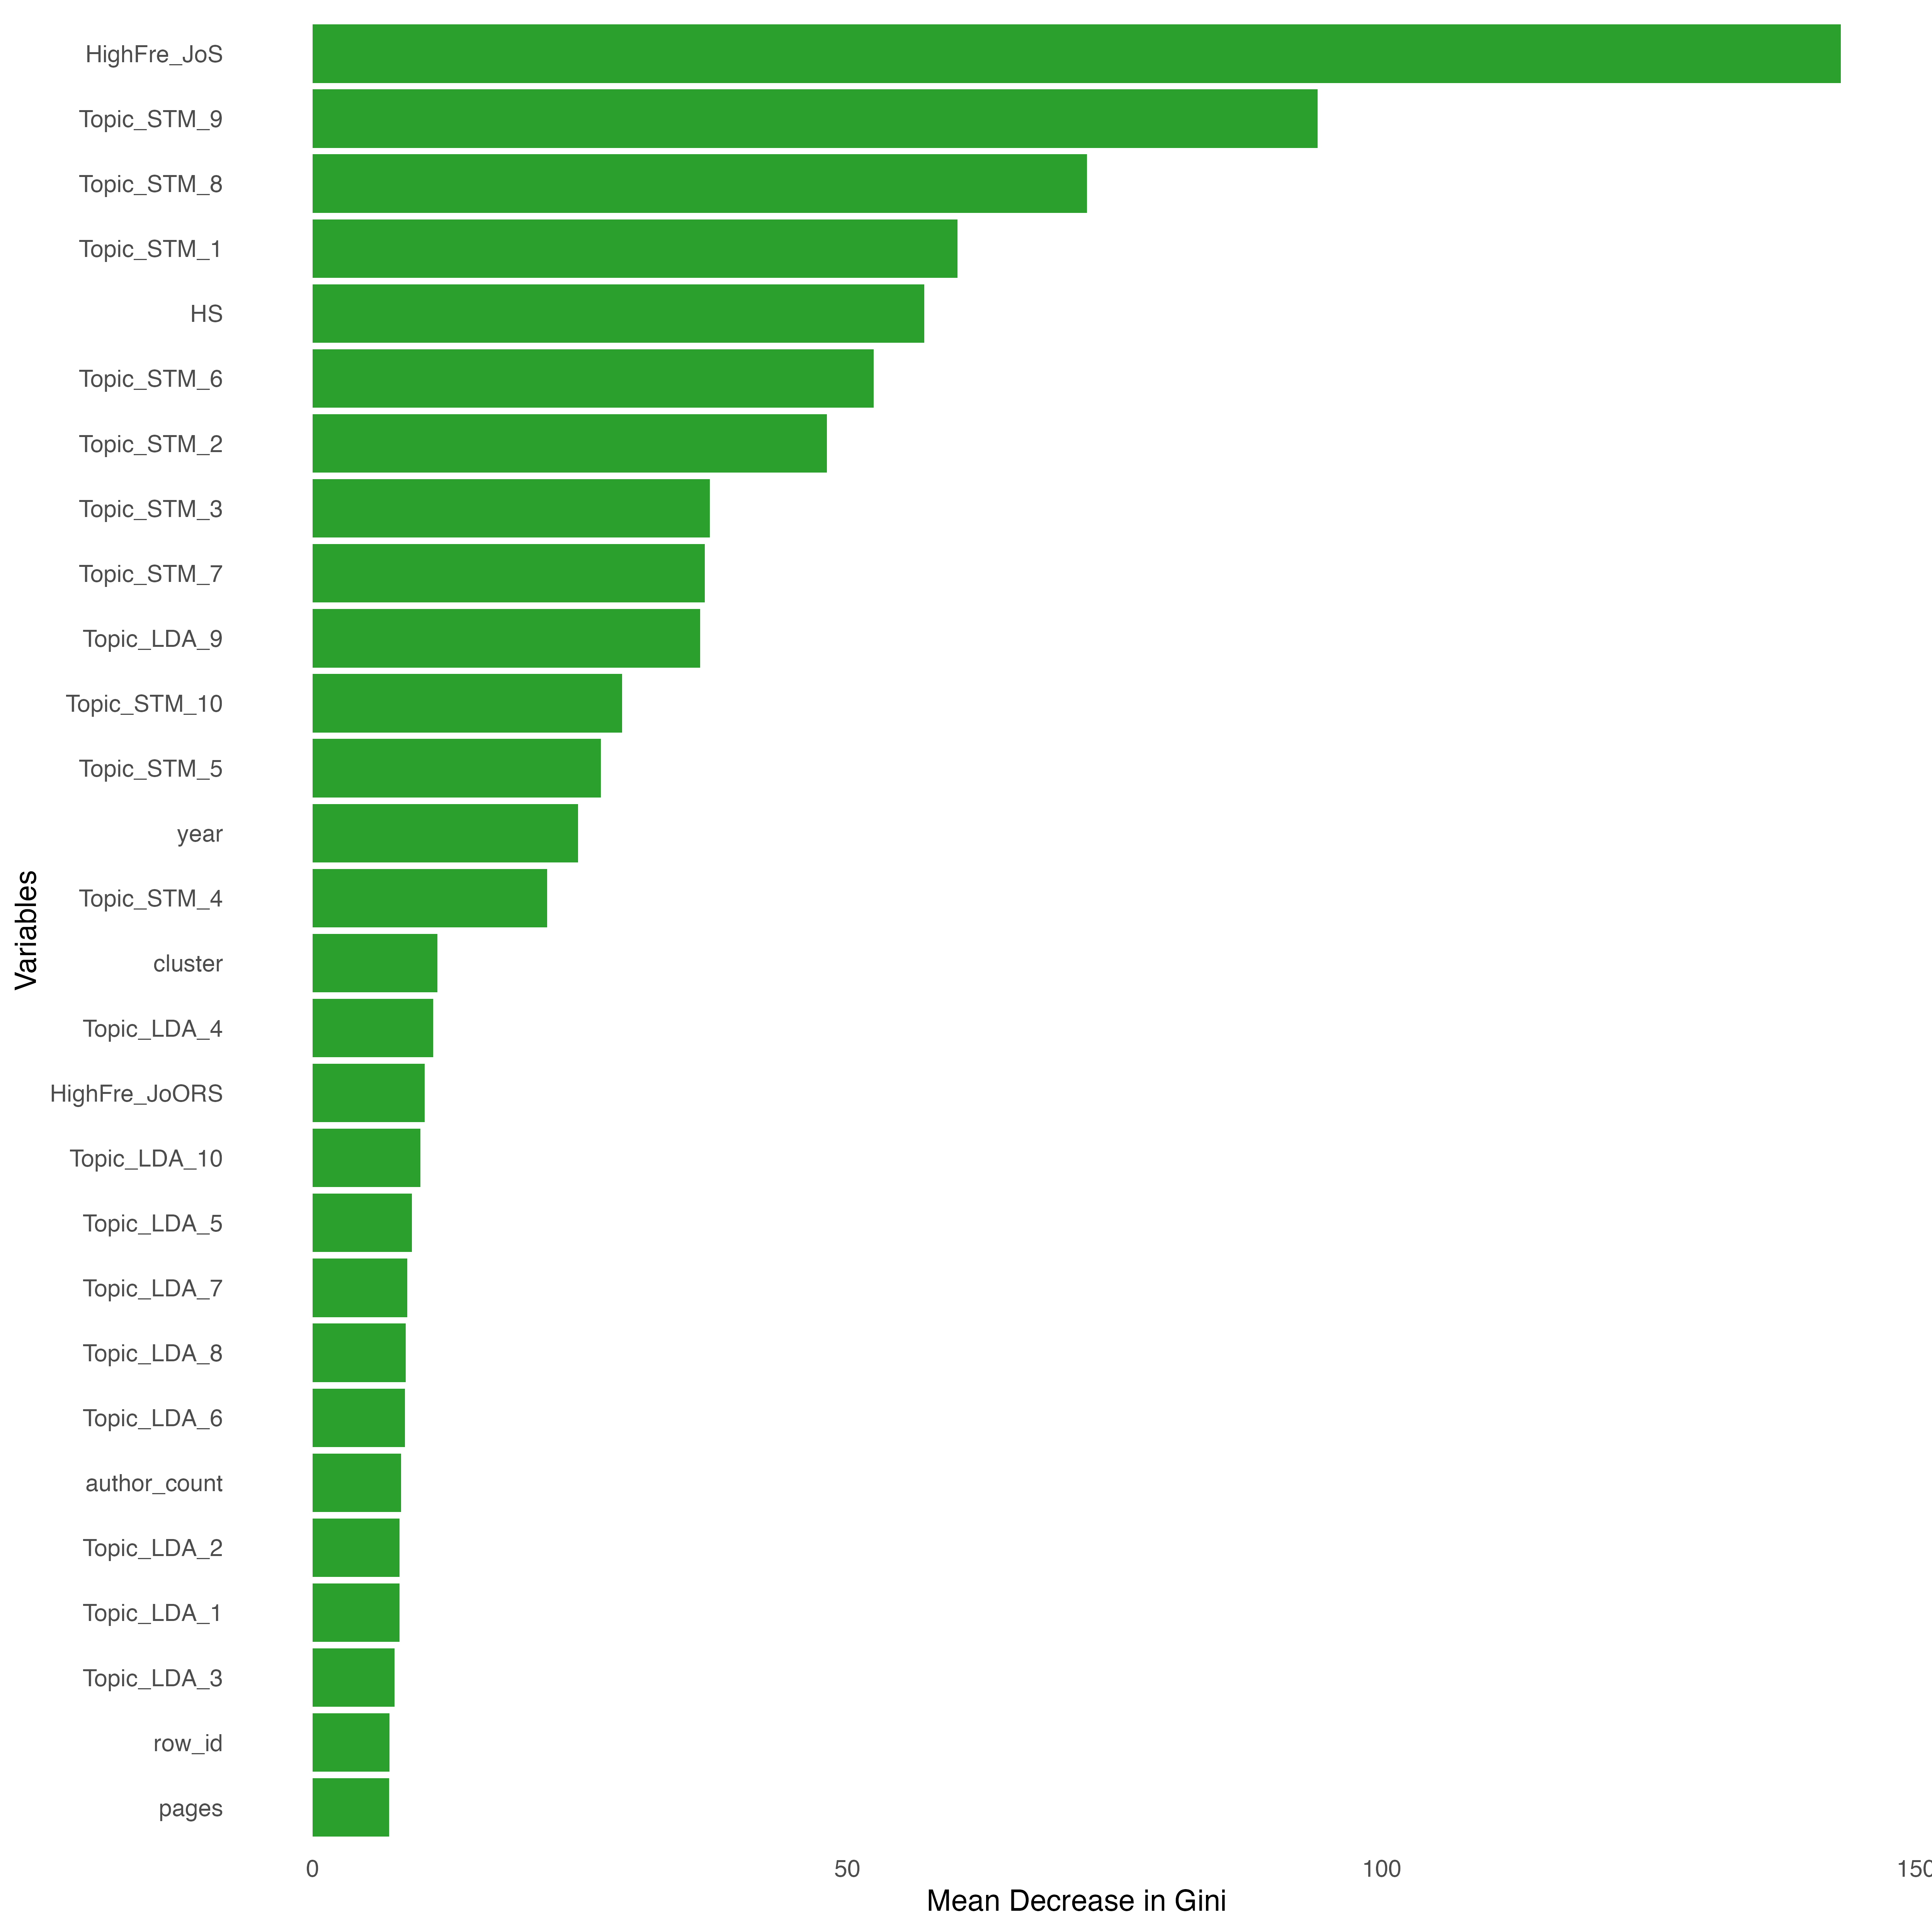 HighFre_JoS
Topic_STM_9
Topic_STM_8
Topic_STM_1
HS
Topic_STM_6
Topic_STM_2
Topic_STM_3
Topic_STM_7
Topic_LDA_9
Topic_STM_10
Topic_STM_5
year
Topic_STM_4
cluster
Topic_LDA_4
HighFre_JoORS
Topic_LDA_10
Topic_LDA_5
Topic_LDA_7
Topic_LDA_8
Topic_LDA_6
author_count
Topic_LDA_2
Topic_LDA_1
Topic_LDA_3
row_id
pages
Variables
0 50 100 150
Mean Decrease in Gini